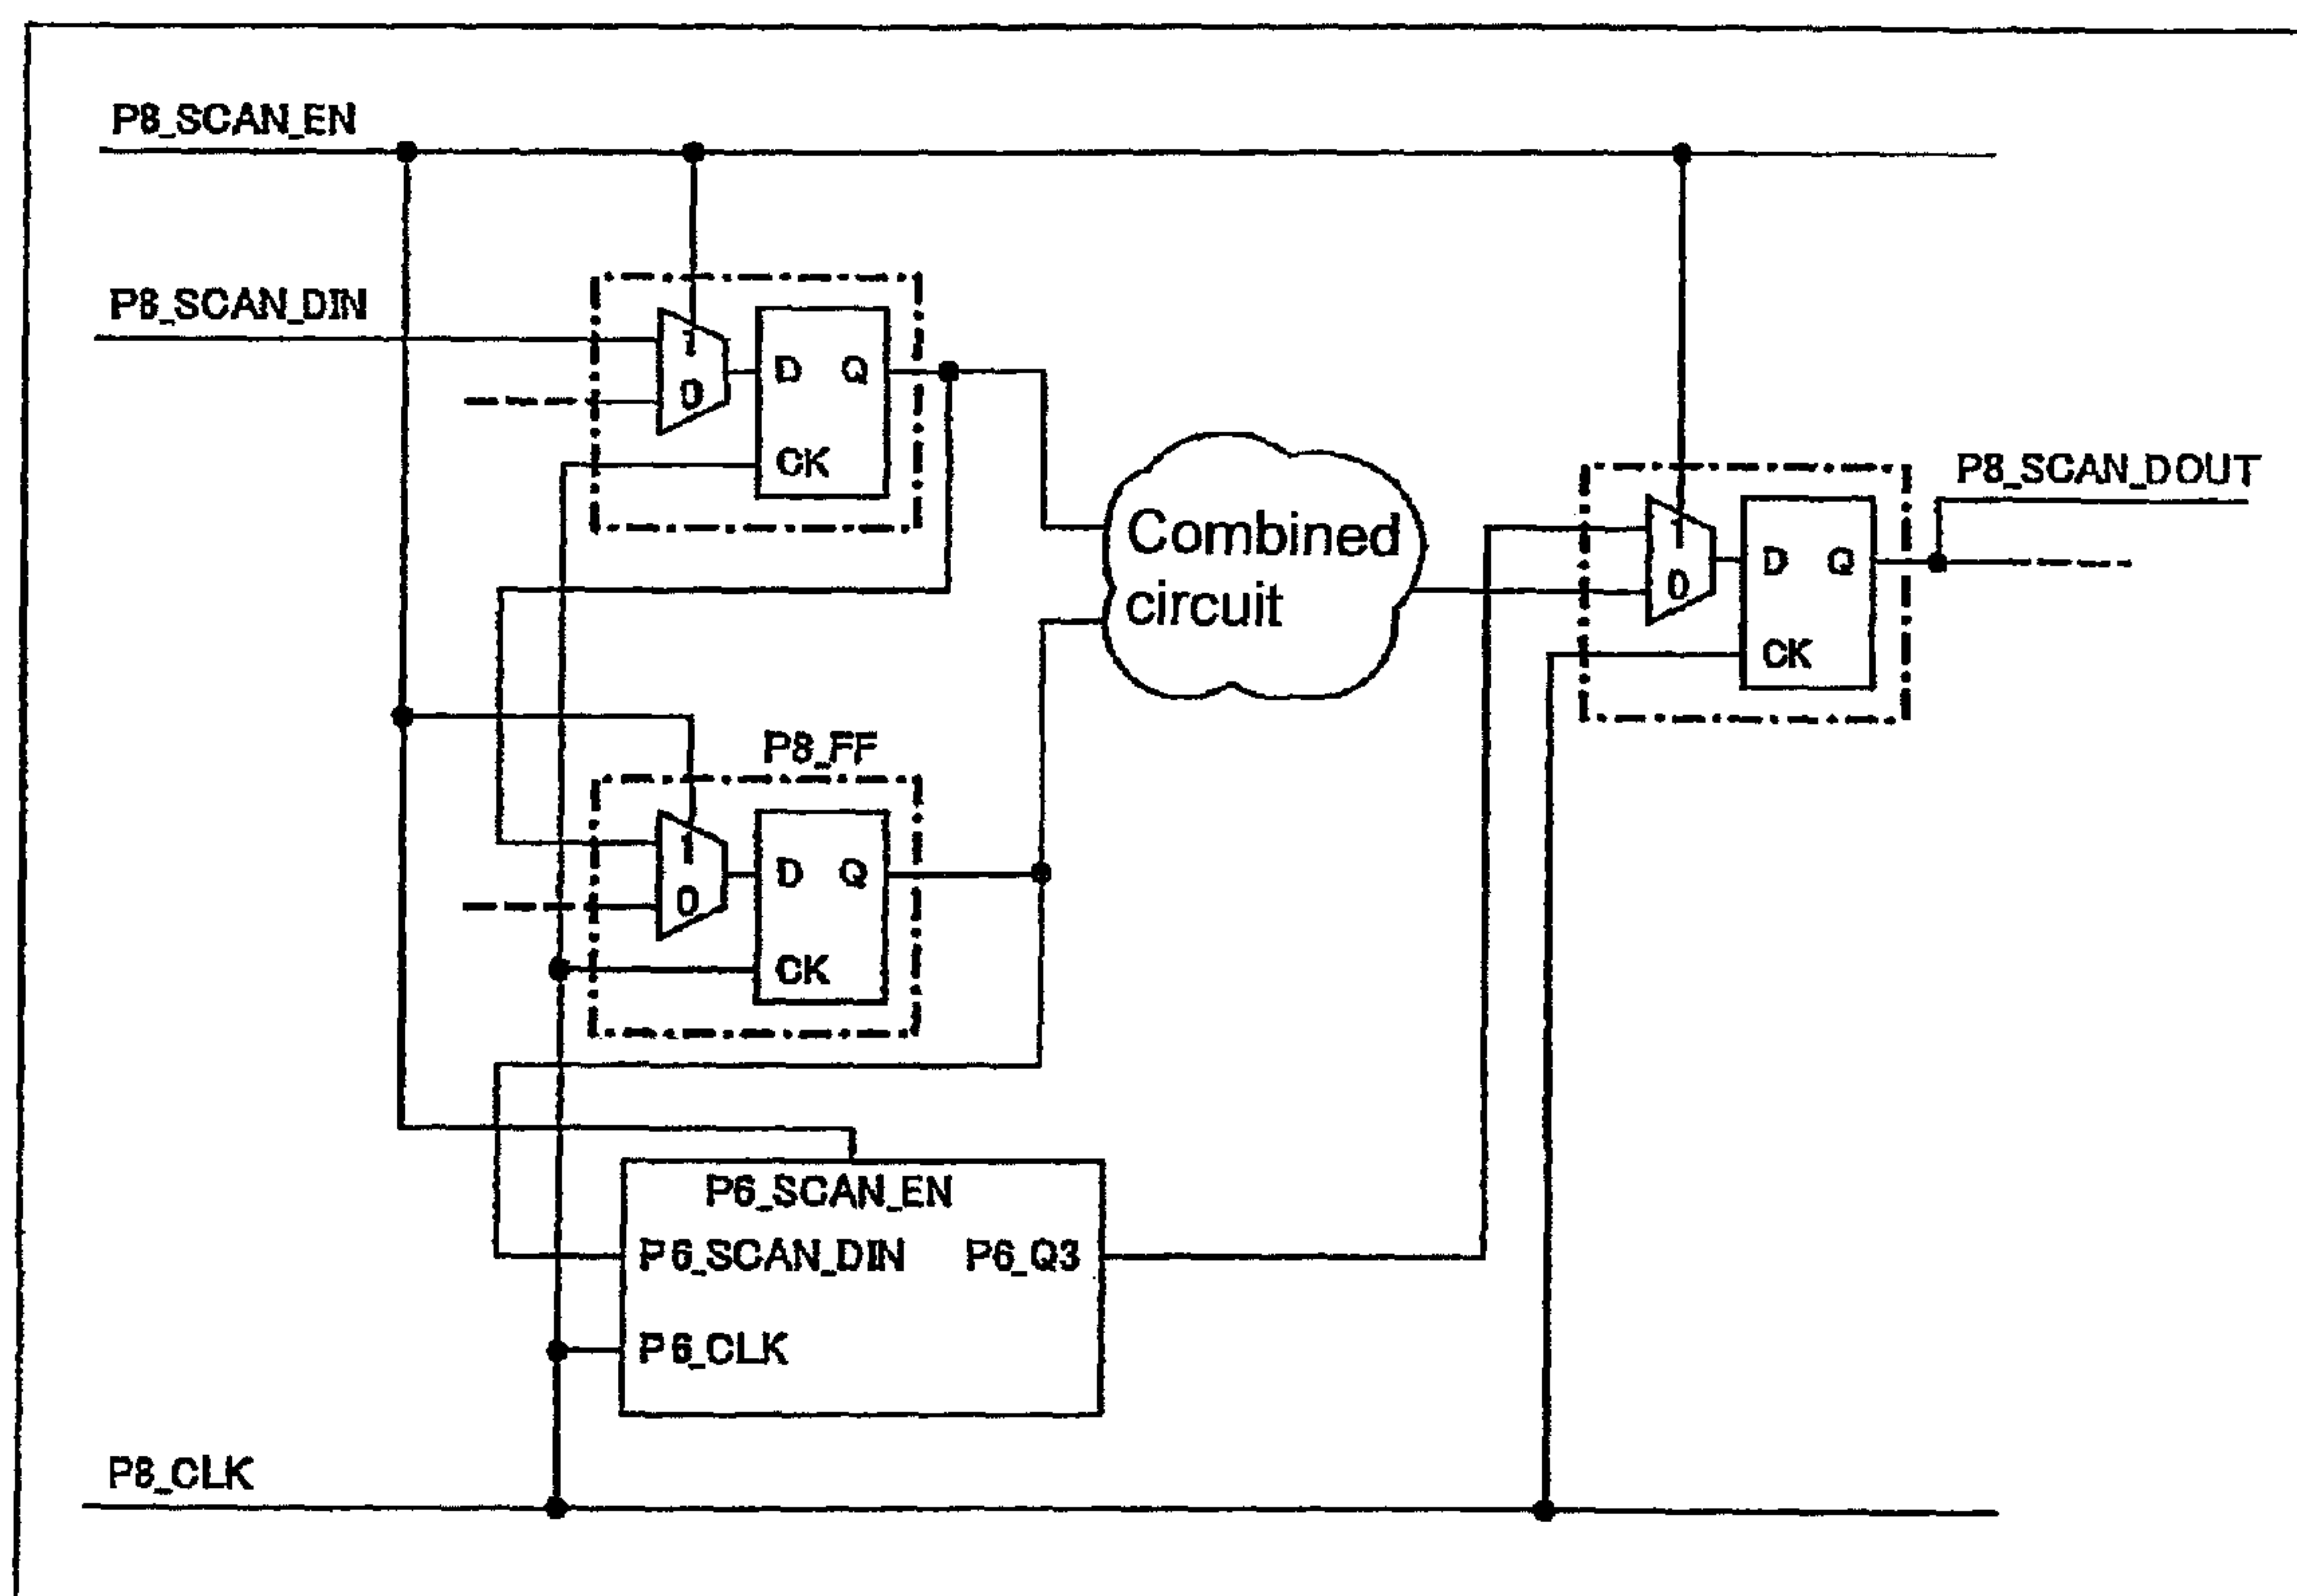 P8_SCAN_EN
P8_SCAN_DIN
1
0
D Q
CK
Combined
circuit
P8_SCAN_DOUT
1
0
D Q
CK
P8_FF
1
0
D Q
CK
P6_SCAN_EN
P6_SCAN_DIN P6_Q3
P6_CLK
P8_CLK